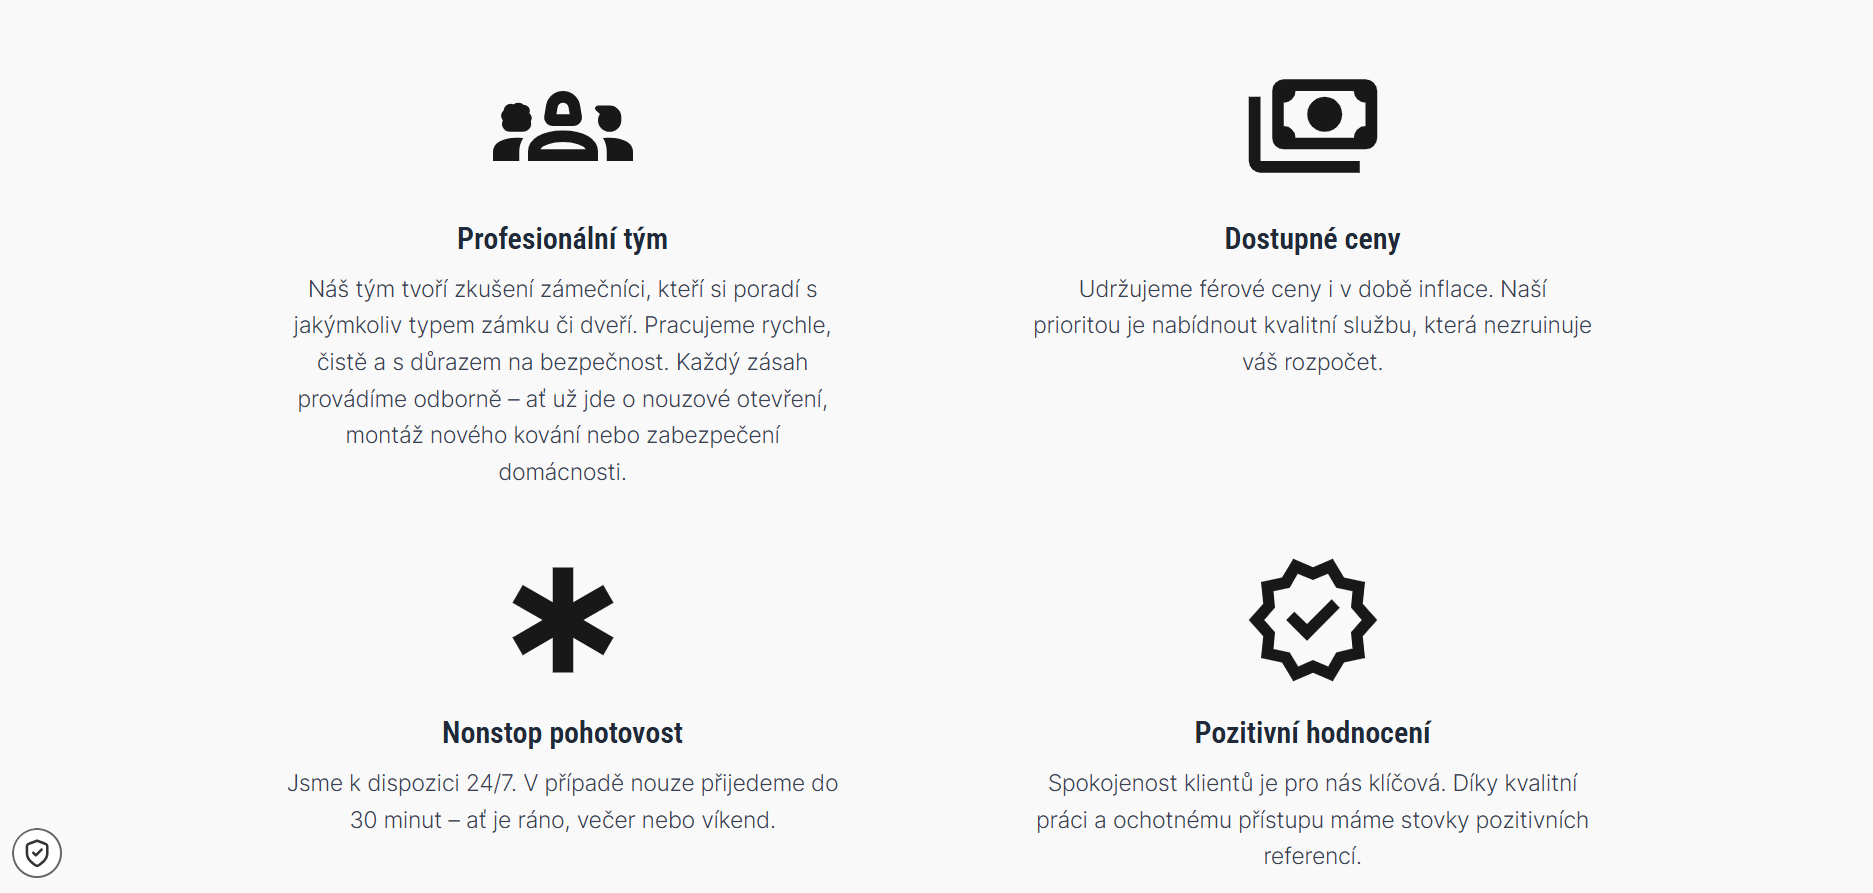 Profesionální tým
Náš tým tvoří zkušení zámečníci, kteří si poradí s
jakýmkoliv typem zámku či dveří. Pracujeme rychle,
čistě a s důrazem na bezpečnost. Každý zásah
provádíme odborně – ať už jde o nouzové otevření,
montáž nového kování nebo zabezpečení
domácnosti.
Dostupné ceny
Udržujeme férové ceny i v době inflace. Naší
prioritou je nabídnout kvalitní službu, která nezruinuje
váš rozpočet.
Nonstop pohotovost
Jsme k dispozici 24/7. V případě nouze přijedeme do
30 minut – ať je ráno, večer nebo víkend.
Pozitivní hodnocení
Spokojenost klientů je pro nás klíčová. Díky kvalitní
práci a ochotnému přístupu máme stovky pozitivních
referencí.